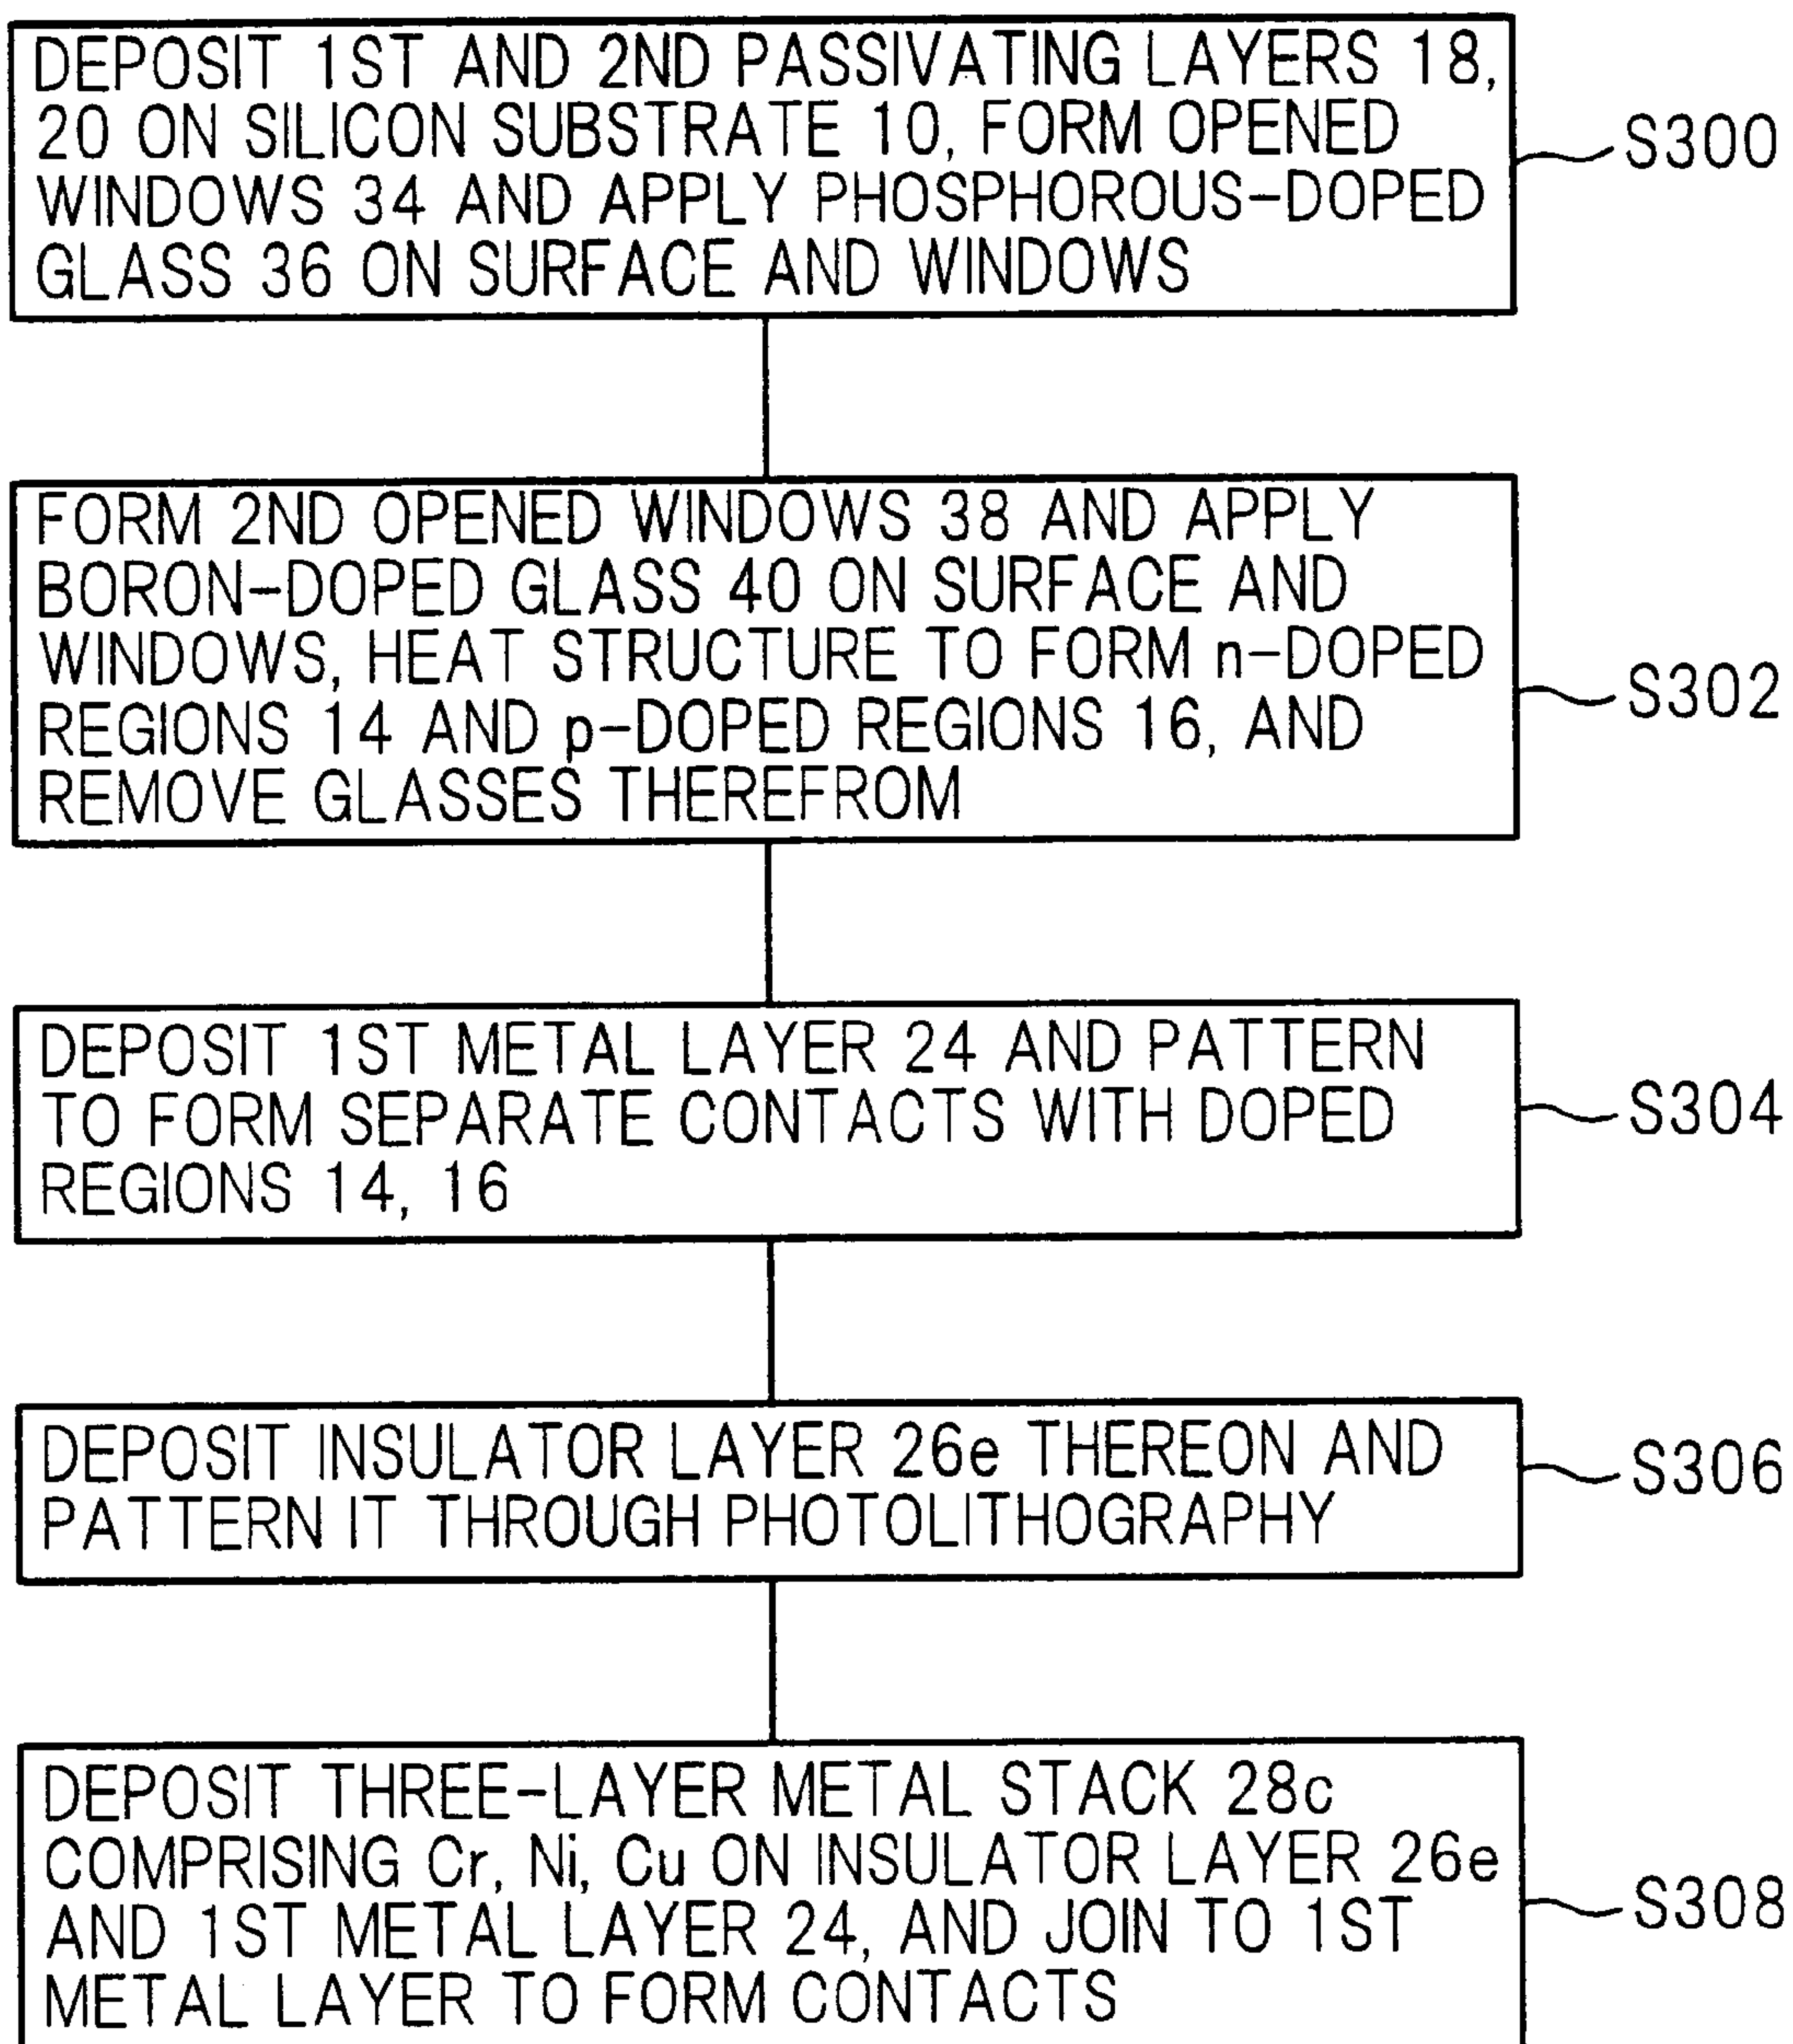 DEPOSIT 1ST AND 2ND PASSIVATING LAYERS 18,
20 ON SILICON SUBSTRATE 10, FORM OPENED
WINDOWS 34 AND APPLY PHOSPHOROUS-DOPED
GLASS 36 ON SURFACE AND WINDOWS
S300
FORM 2ND OPENED WINDOWS 38 AND APPLY
BORON-DOPED GLASS 40 ON SURFACE AND
WINDOWS, HEAT STRUCTURE TO FORM n-DOPED
REGIONS 14 AND p-DOPED REGIONS 16, AND
REMOVE GLASSES THEREFROM
S302
DEPOSIT 1ST METAL LAYER 24 AND PATTERN
TO FORM SEPARATE CONTACTS WITH DOPED
REGIONS 14, 16
S304
DEPOSIT INSULATOR LAYER 26e THEREON AND
PATTERN IT THROUGH PHOTOLITHOGRAPHY
S306
DEPOSIT THREE-LAYER METAL STACK 28c
COMPRISING Cr, Ni, Cu ON INSULATOR LAYER 26e
AND 1ST METAL LAYER 24, AND JOIN TO 1ST
METAL LAYER TO FORM CONTACTS
S308